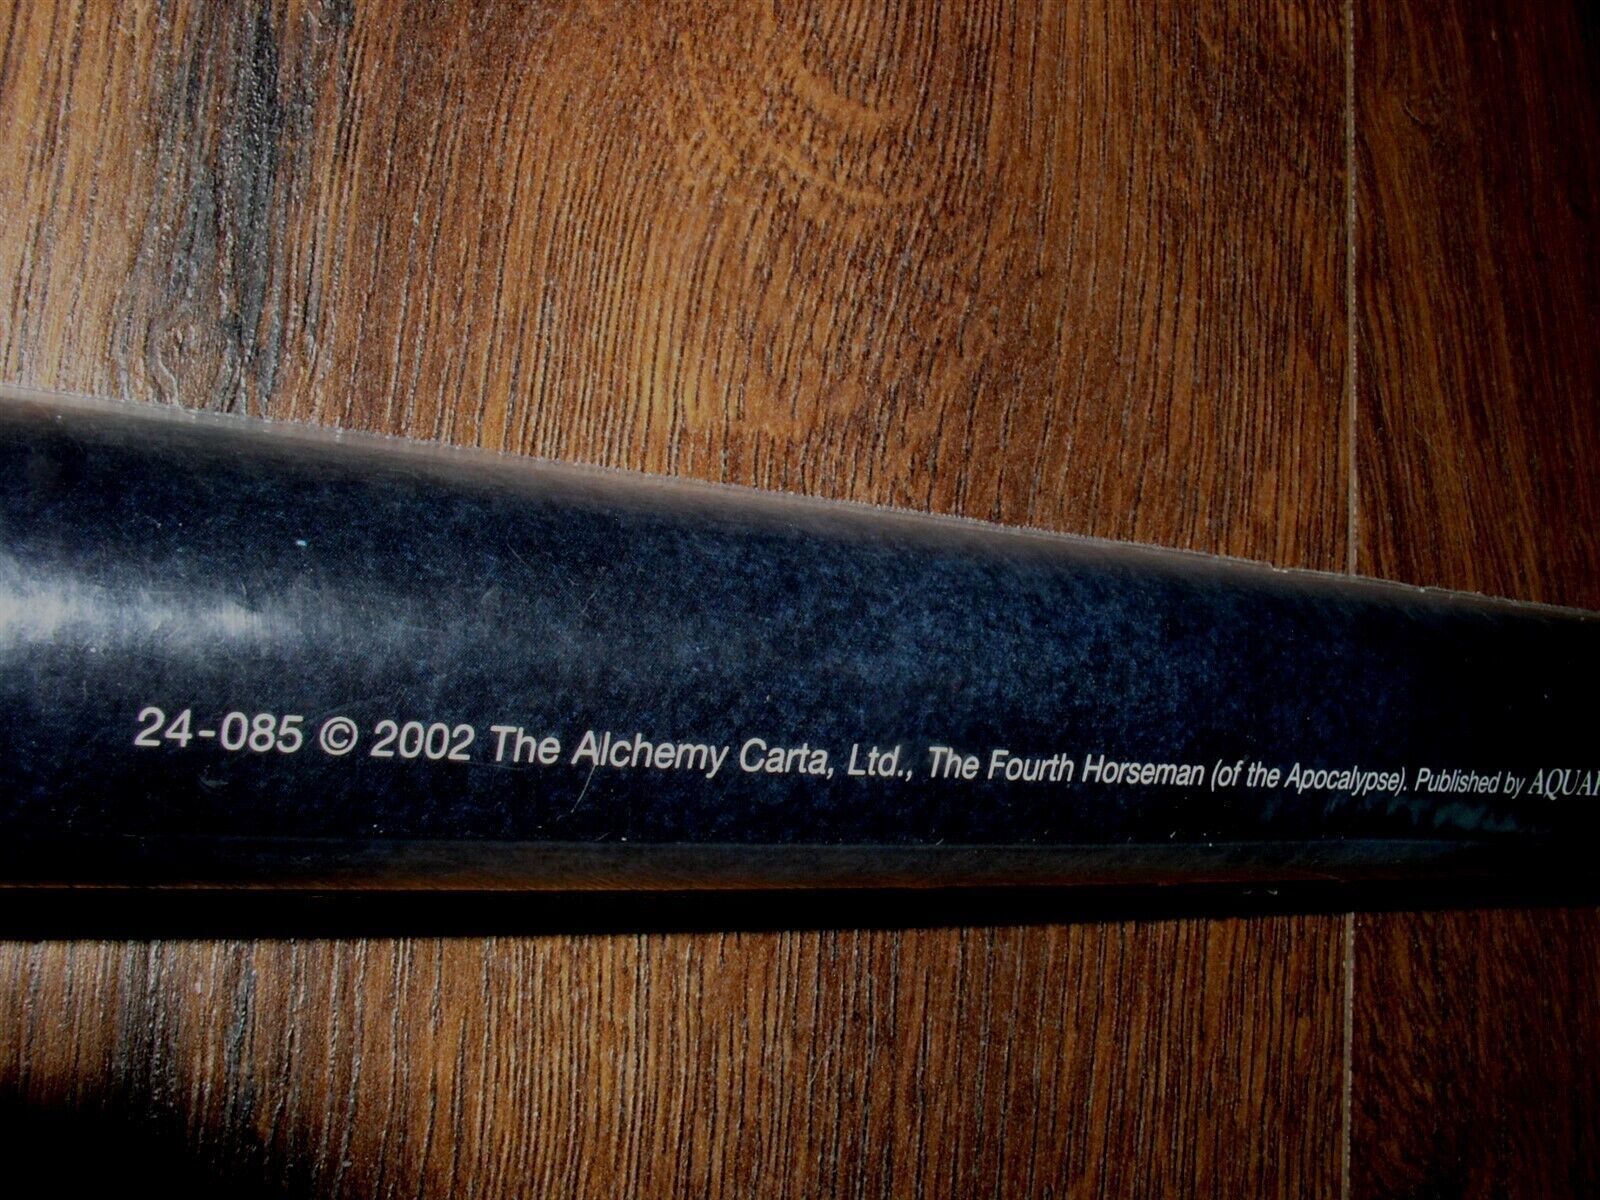 24-085 © 2002 The Alchemy Carta, Ltd., The Fourth Horseman (of the Apocalypse). Published by